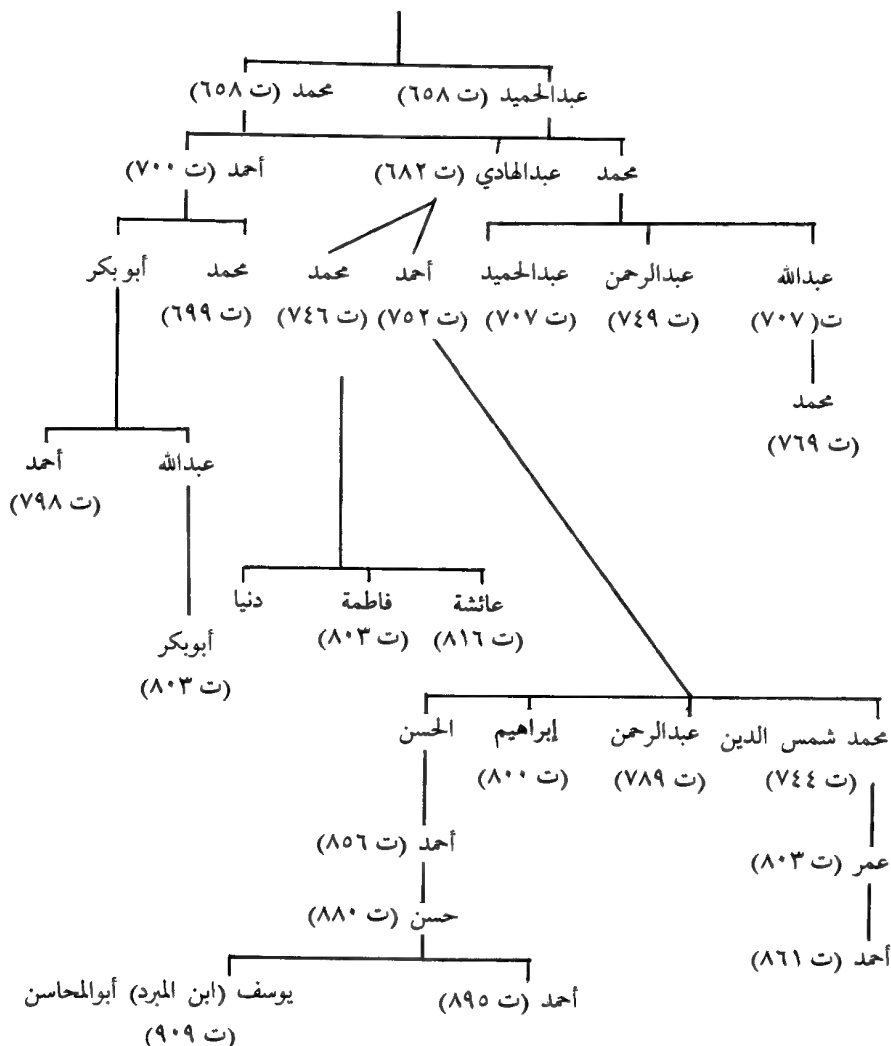 عبدالحميد (ت ٦٥٨) محمد (ت ٦٥٨)
محمد عبدالهادي (ت ٦٨٢) أحمد (ت ٧٠٠)
عبدالله عبدالرحمن عبدالحميد أحمد محمد محمد أبو بكر
ت( ٧٠٧) (ت ٧٤٩) (ت ٧٠٧) (ت ٧٥٢) (ت ٧٤٦) (ت ٦٩٩)
محمد
(ت ٧٦٩)
عبدالله أحمد
(ت ٧٩٨)
عائشة فاطمة دنيا
(ت ٨١٦) (ت ٨٠٣)
أبوبكر
(ت ٨٠٣)
محمد شمس الدين عبدالرحمن إبراهيم الحسن
(ت ٧٤٤) (ت ٧٨٩) (ت ٨٠٠)
أحمد (ت ٨٥٦)
عمر (ت ٨٠٣)
حسن (ت ٨٨٠)
أحمد (ت ٨٦١)
أحمد (ت ٨٩٥) يوسف (ابن المبرد) أبوالمحاسن
(ت ٩٠٩)